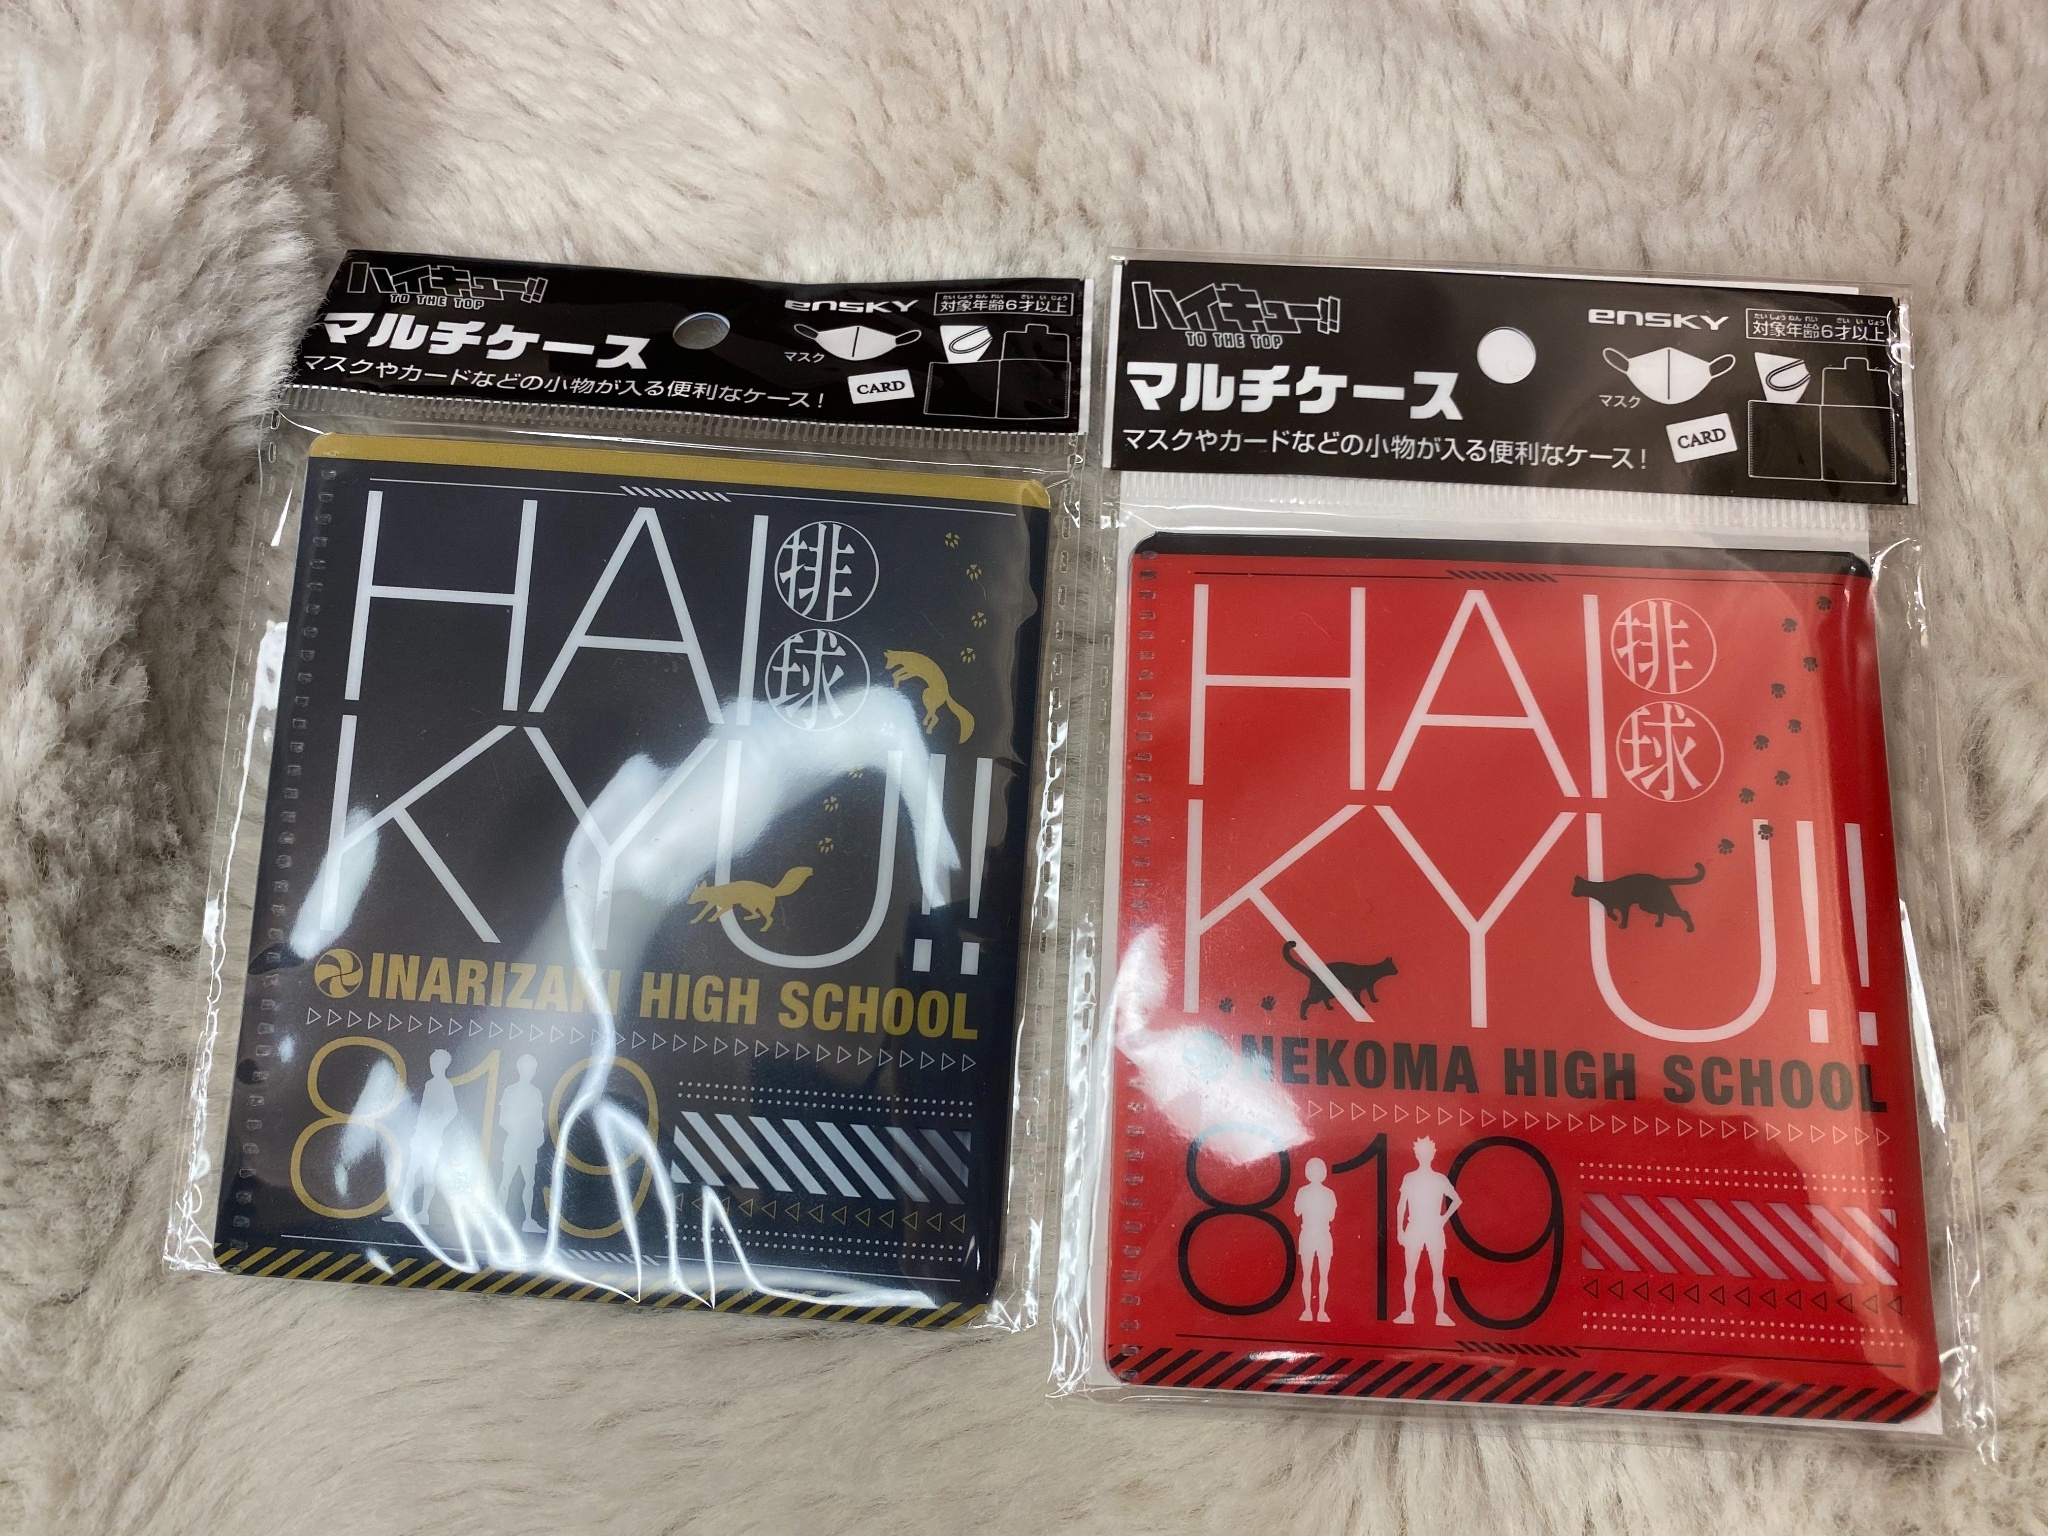 ハイキュー!!
TO THE TOP
マルチケース
マスクやカードなどの小物が入る便利なケース!
ensky
たいしょうねんれい さいいじょう
対象年齢6才以上
マスク
CARD
HAI
排
球
KYU!!
INARIZAKI HIGH SCHOOL
819
ハイキュー!!
TO THE TOP
マルチケース
マスクやカードなどの小物が入る便利なケース!
ensky
たいしょうねんれい さいいじょう
対象年齢6才以上
マスク
CARD
HAI
排
球
KYU!!
NEKOMA HIGH SCHOOL
819